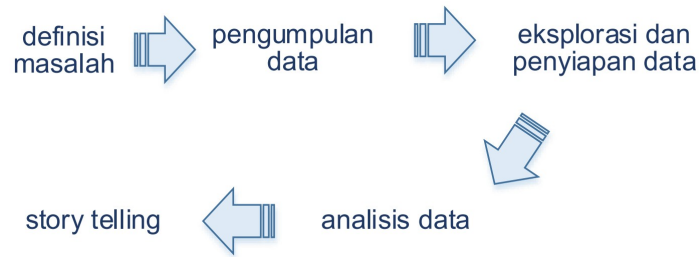 definisi
masalah
pengumpulan
data
eksplorasi dan
penyiapan data
analisis data
story telling